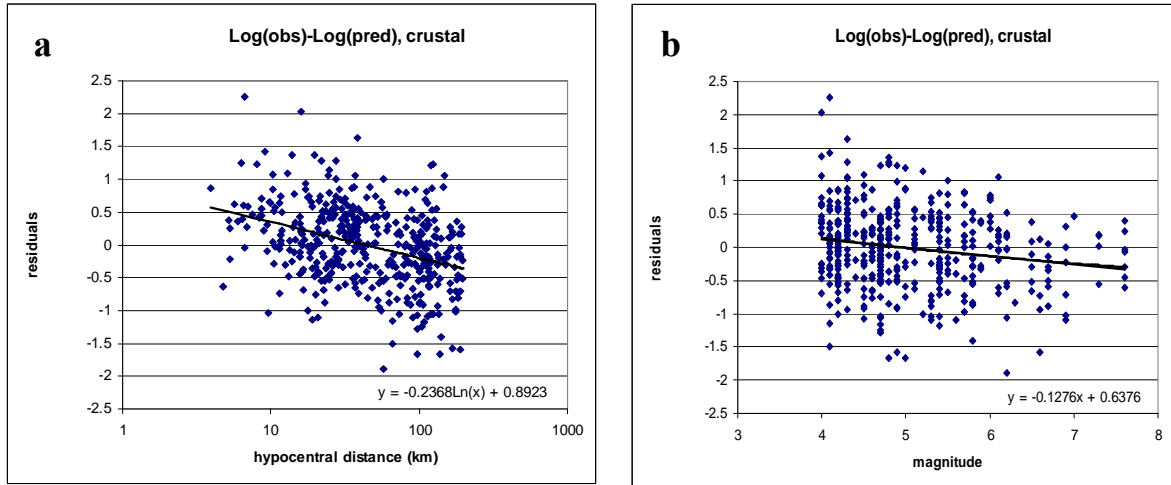 a
Log(obs)-Log(pred), crustal
2.5
2
1.5
1
0.5
0
-0.5
-1
-1.5
-2
-2.5
residuals
y = -0.2368Ln(x) + 0.8923
1 10 100 1000
hypocentral distance (km)
b
Log(obs)-Log(pred), crustal
2.5
2
1.5
1
0.5
0
-0.5
-1
-1.5
-2
-2.5
residuals
y = -0.1276x + 0.6376
3 4 5 6 7 8
magnitude